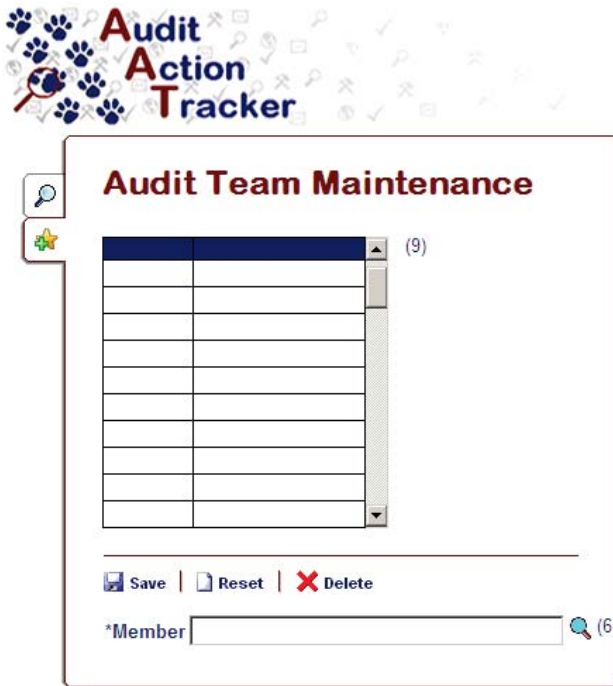 Audit
Action
Tracker
Audit Team Maintenance
(9)
Save | Reset | Delete
*Member (6